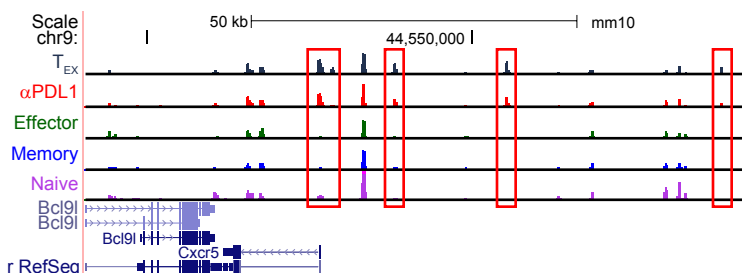 Scale 50 kb mm10
chr9: 44,550,000
TEX
αPDL1
Effector
Memory
Naive
Bcl9l
Bcl9l
Bcl9l
Cxcr5
r RefSeq